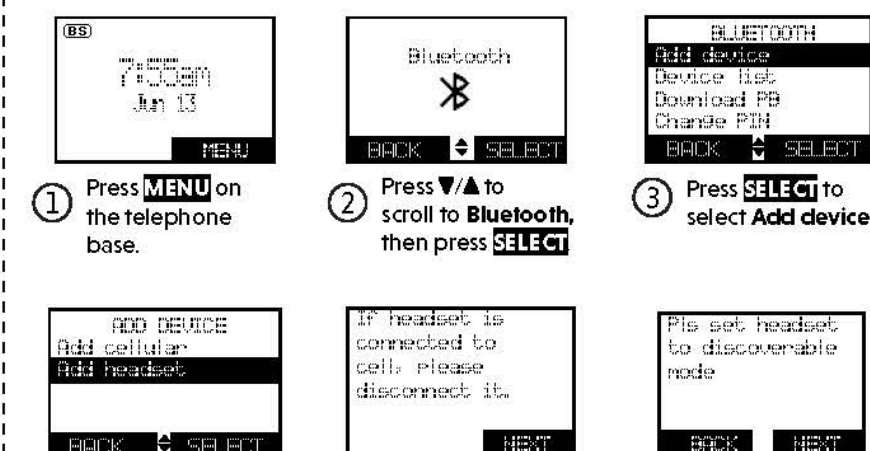 BS
7:55am
Jun 13
MENU
1 Press MENU on
the telephone
base.
Bluetooth
BACK SELECT
2 Press ▼/▲ to
scroll to Bluetooth,
then press SELECT
BLUETOOTH
Add device
Device list
Download PB
Change PIN
BACK SELECT
3 Press SELECT to
select Add device
ADD DEVICE
Add cellular
Add headset
BACK SELECT
If headset is
connected to
cell, please
disconnect it.
NEXT
Pls set headset
to discoverable
mode
BACK NEXT